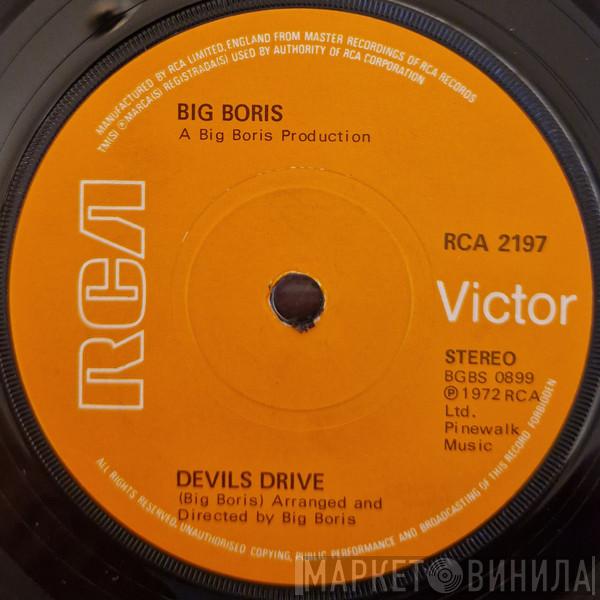 MANUFACTURED BY RCA LIMITED, ENGLAND FROM MASTER RECORDINGS OF RCA RECORDS
TM(S) ® MARCA(S) REGISTRADA(S) USED BY AUTHORITY OF RCA CORPORATION
BIG BORIS
A Big Boris Production
RCA
RCA 2197
Victor
STEREO
BGBS 0899
℗ 1972 RCA
Ltd.
Pinewalk
Music
DEVILS DRIVE
(Big Boris) Arranged and
Directed by Big Boris
ALL RIGHTS RESERVED. UNAUTHORISED COPYING, PUBLIC PERFORMANCE AND BROADCASTING OF THIS RECORD FORBIDDEN
МАРКЕТ ВИНИЛА